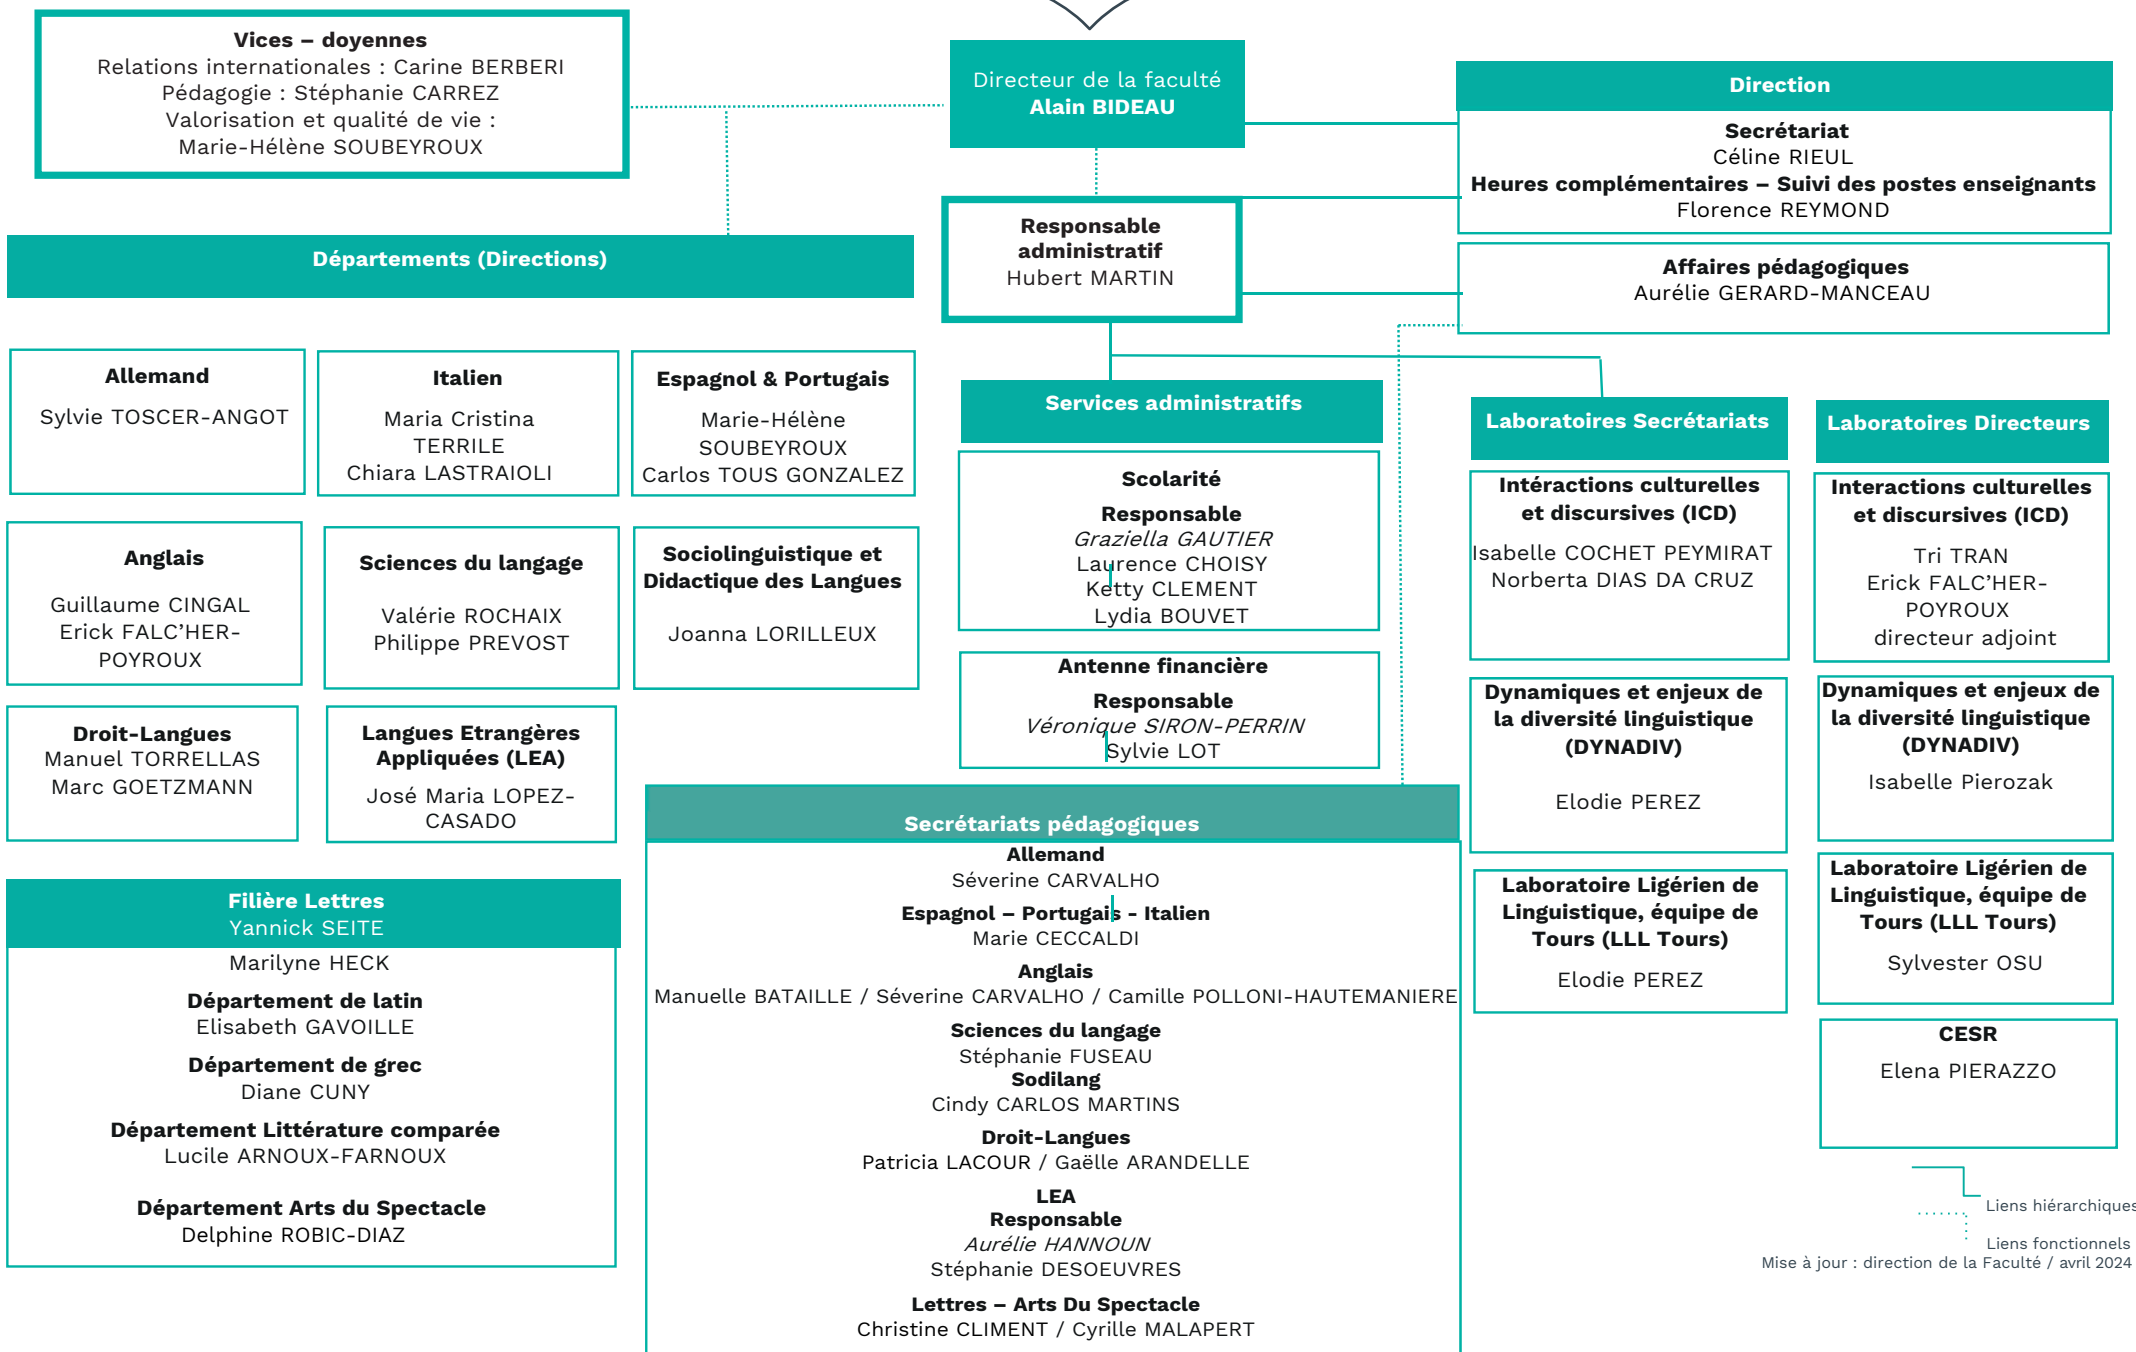 Vices – doyennes
Relations internationales : Carine BERBERI
Pédagogie : Stéphanie CARREZ
Valorisation et qualité de vie :
Marie-Hélène SOUBEYROUX
Directeur de la faculté
Alain BIDEAU
Direction
Secrétariat
Céline RIEUL
Heures complémentaires – Suivi des postes enseignants
Florence REYMOND
Responsable
administratif
Hubert MARTIN
Affaires pédagogiques
Aurélie GERARD-MANCEAU
Départements (Directions)
Allemand
Sylvie TOSCER-ANGOT
Italien
Maria Cristina
TERRILE
Chiara LASTRAIOLI
Espagnol & Portugais
Marie-Hélène
SOUBEYROUX
Carlos TOUS GONZALEZ
Anglais
Guillaume CINGAL
Erick FALC’HER-
POYROUX
Sciences du langage
Valérie ROCHAIX
Philippe PREVOST
Sociolinguistique et
Didactique des Langues
Joanna LORILLEUX
Droit-Langues
Manuel TORRELLAS
Marc GOETZMANN
Langues Etrangères
Appliquées (LEA)
José Maria LOPEZ-
CASADO
Filière Lettres
Yannick SEITE
Marilyne HECK
Département de latin
Elisabeth GAVOILLE
Département de grec
Diane CUNY
Département Littérature comparée
Lucile ARNOUX-FARNOUX
Département Arts du Spectacle
Delphine ROBIC-DIAZ
Services administratifs
Scolarité
Responsable
Graziella GAUTIER
Laurence CHOISY
Ketty CLEMENT
Lydia BOUVET
Antenne financière
Responsable
Véronique SIRON-PERRIN
Sylvie LOT
Secrétariats pédagogiques
Allemand
Séverine CARVALHO
Espagnol – Portugais - Italien
Marie CECCALDI
Anglais
Manuelle BATAILLE / Séverine CARVALHO / Camille POLLONI-HAUTEMANIERE
Sciences du langage
Stéphanie FUSEAU
Sodilang
Cindy CARLOS MARTINS
Droit-Langues
Patricia LACOUR / Gaëlle ARANDELLE
LEA
Responsable
Aurélie HANNOUN
Stéphanie DESOEUVRES
Lettres – Arts Du Spectacle
Christine CLIMENT / Cyrille MALAPERT
Laboratoires Secrétariats
Intéractions culturelles
et discursives (ICD)
Isabelle COCHET PEYMIRAT
Norberta DIAS DA CRUZ
Dynamiques et enjeux de
la diversité linguistique
(DYNADIV)
Elodie PEREZ
Laboratoire Ligérien de
Linguistique, équipe de
Tours (LLL Tours)
Elodie PEREZ
Laboratoires Directeurs
Interactions culturelles
et discursives (ICD)
Tri TRAN
Erick FALC’HER-
POYROUX
directeur adjoint
Dynamiques et enjeux de
la diversité linguistique
(DYNADIV)
Isabelle Pierozak
Laboratoire Ligérien de
Linguistique, équipe de
Tours (LLL Tours)
Sylvester OSU
CESR
Elena PIERAZZO
Liens hiérarchiques
Liens fonctionnels
Mise à jour : direction de la Faculté / avril 2024